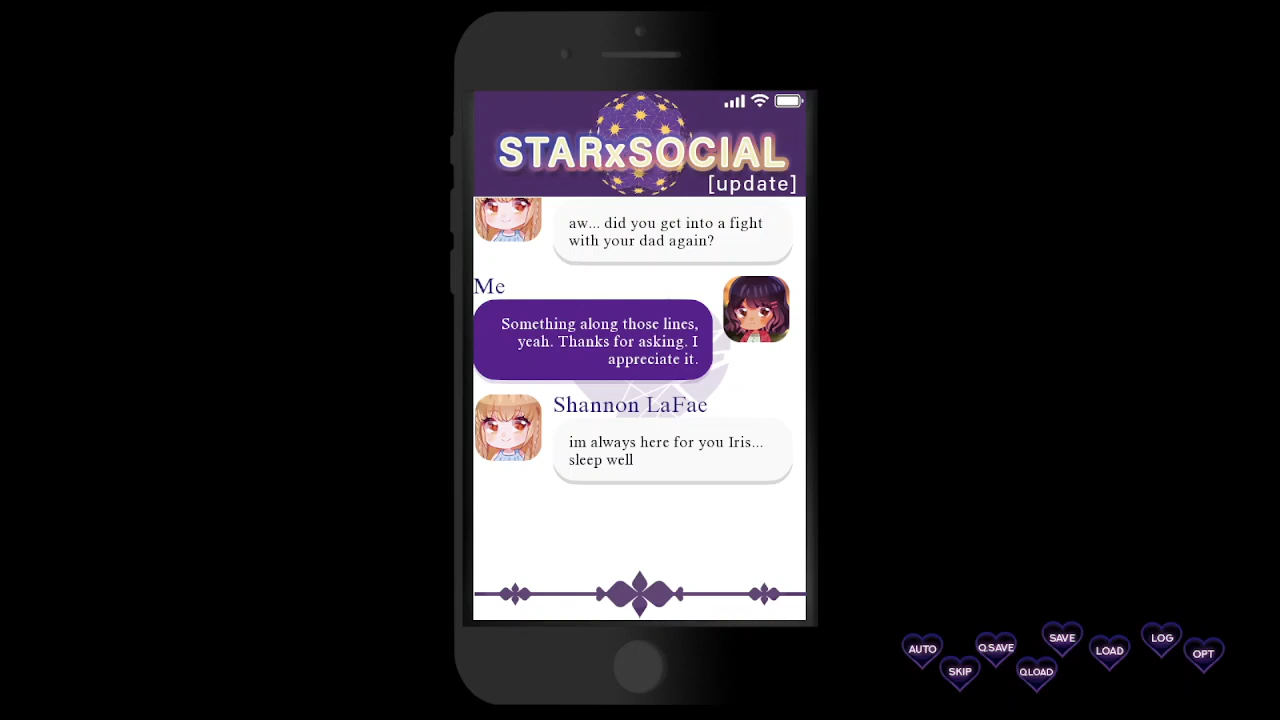 STARxSOCIAL
[update]
aw... did you get into a fight
with your dad again?
Me
Something along those lines,
yeah. Thanks for asking. I
appreciate it.
Shannon LaFae
im always here for you Iris...
sleep well
AUTO
SKIP
Q.SAVE
Q.LOAD
SAVE
LOAD
LOG
OPT